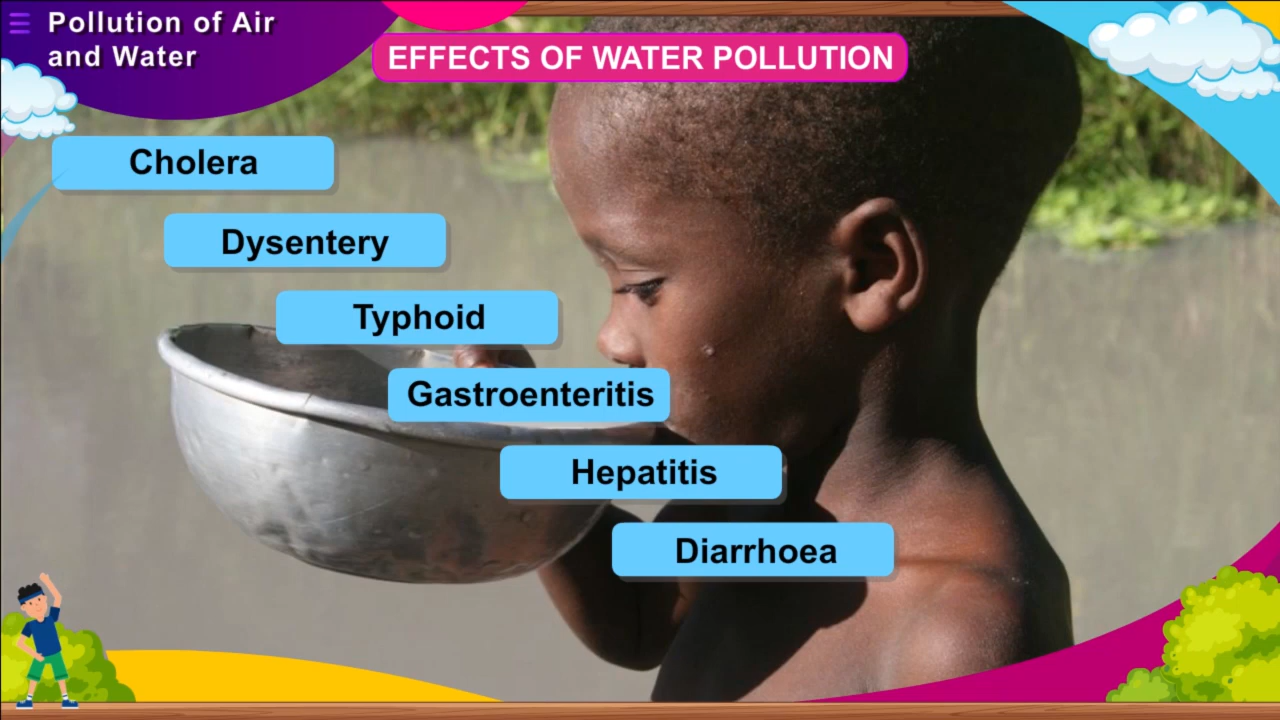 Pollution of Air
and Water
EFFECTS OF WATER POLLUTION
Cholera
Dysentery
Typhoid
Gastroenteritis
Hepatitis
Diarrhoea